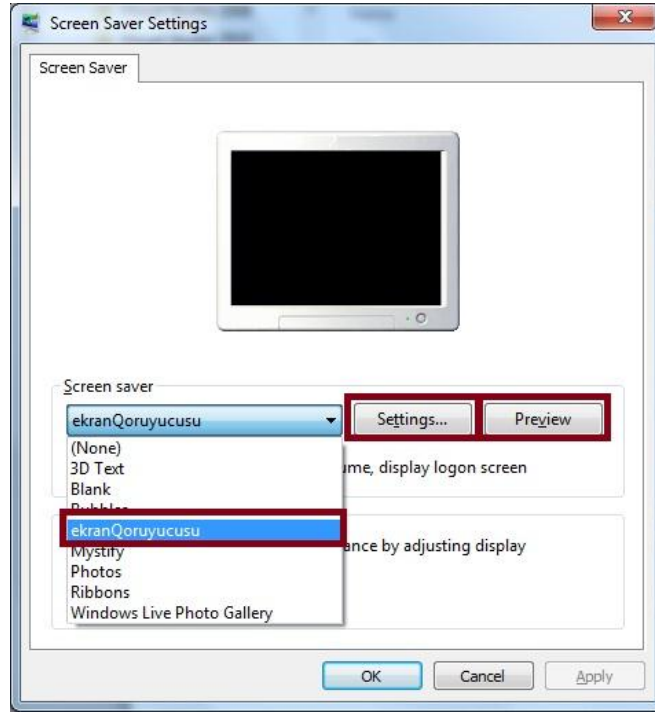 Screen Saver Settings
Screen Saver
Screen saver
ekranQoruyucusu
Settings...
Preview
(None)
3D Text
ume, display logon screen
Blank
Bubbles
ekranQoruyucusu
Mystify
ance by adjusting display
Photos
Ribbons
Windows Live Photo Gallery
OK
Cancel
Apply